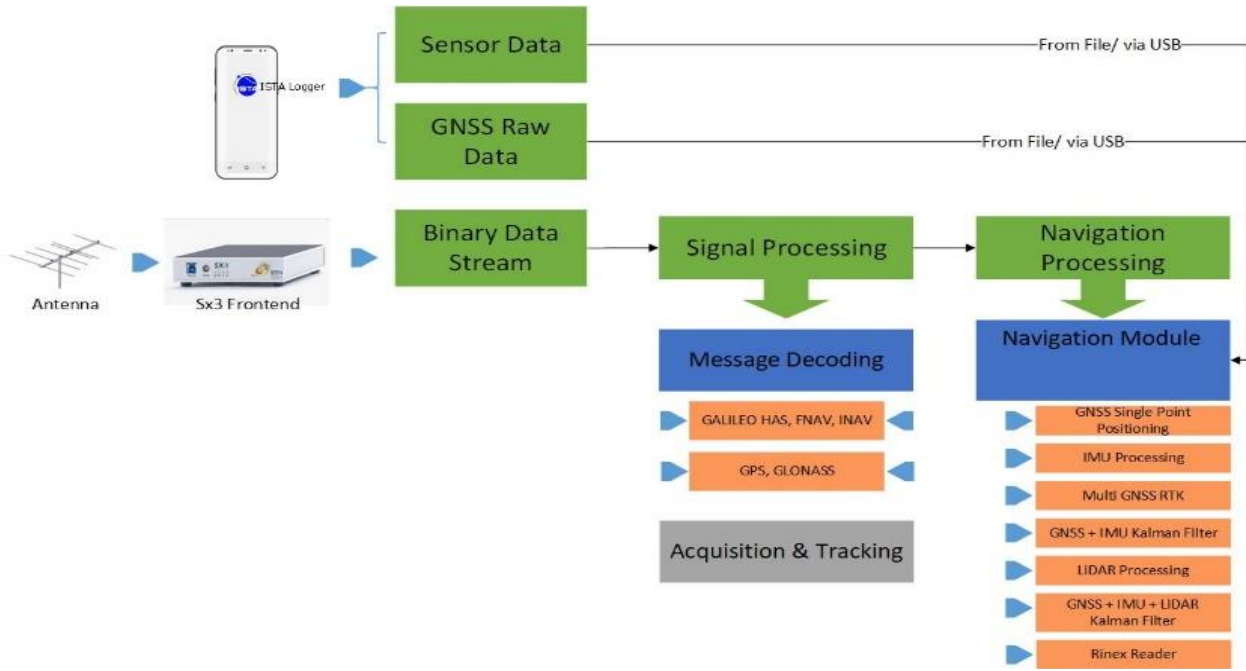 Sensor Data
From File/ via USB
ISTA
ISTA Logger
GNSS Raw
Data
From File/ via USB
Antenna
SX3
Sx3 Frontend
Binary Data
Stream
Signal Processing
Navigation
Processing
Message Decoding
GALILEO HAS, FNAV, INAV
GPS, GLONASS
Acquisition & Tracking
Navigation Module
GNSS Single Point
Positioning
IMU Processing
Multi GNSS RTK
GNSS + IMU Kalman Filter
LiDAR Processing
GNSS + IMU + LIDAR
Kalman Filter
Rinex Reader